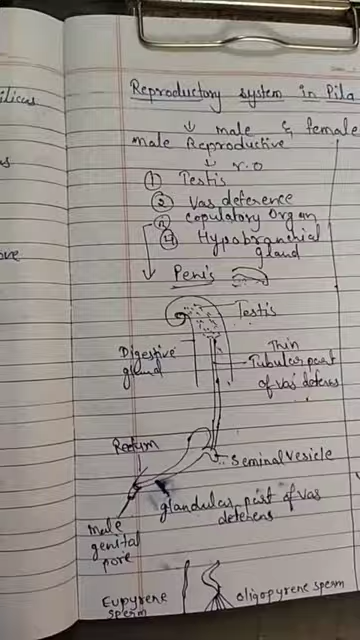 ilicus
Reproductory system in Pila
↓ male & female
male Reproductive
↓ r.o
① Testis
② Vas deference
③ copulatory Organ
④ Hypobranchial
gland
Penis
Testis
Digestive
gland
Thin
Tubular part
of vas deferens
Rectum
Seminal vesicle
glandular part of vas
deferens
male
genital
pore
Eupyrene
sperm
oligopyrene sperm